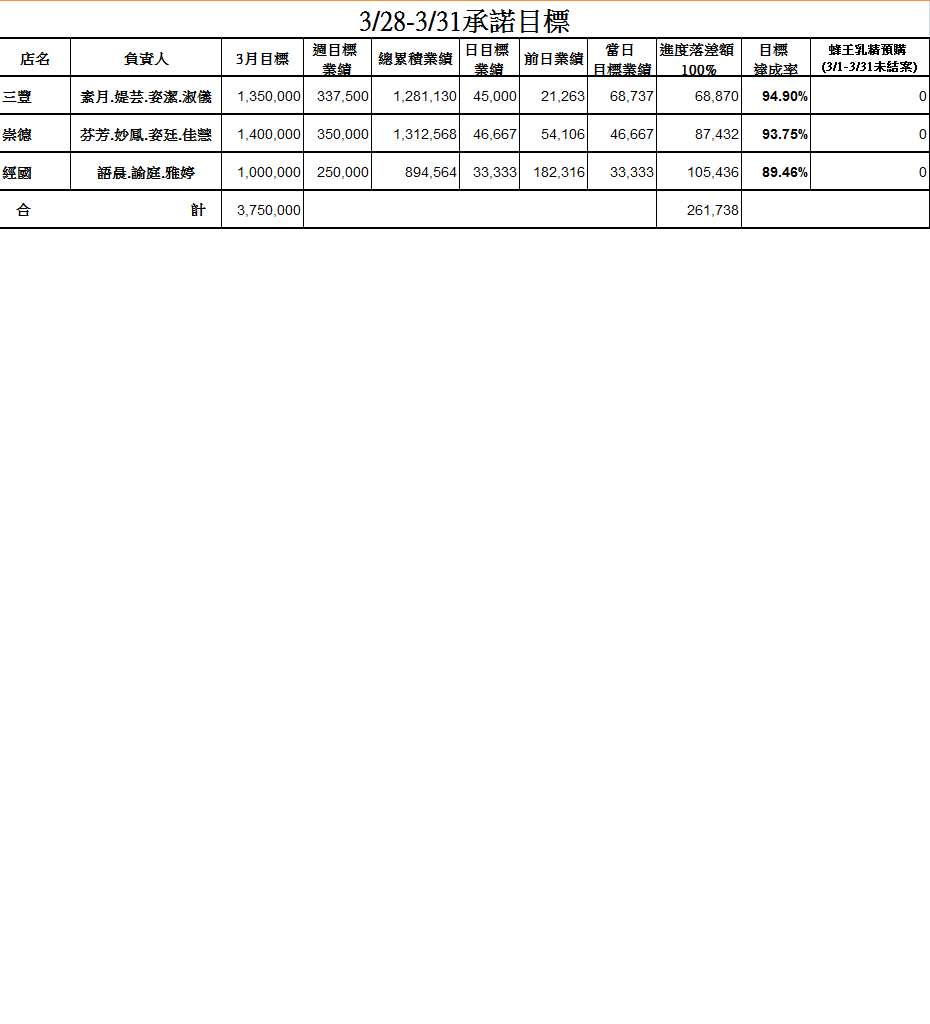 3/28-3/31承諾目標
店名 負責人 3月目標 週目標業績 總累積業績 日目標業績 前日業績 當日目標業績 進度落差額100% 目標達成率 蜂王乳精預購(3/1-3/31未結案)
三豐 素月.媞芸.姿潔.淑儀 1,350,000 337,500 1,281,130 45,000 21,263 68,737 68,870 94.90% 0
崇德 芬芳.妙鳳.姿廷.佳慧 1,400,000 350,000 1,312,568 46,667 54,106 46,667 87,432 93.75% 0
經國 語晨.諭庭.雅婷 1,000,000 250,000 894,564 33,333 182,316 33,333 105,436 89.46% 0
合 計 3,750,000 261,738